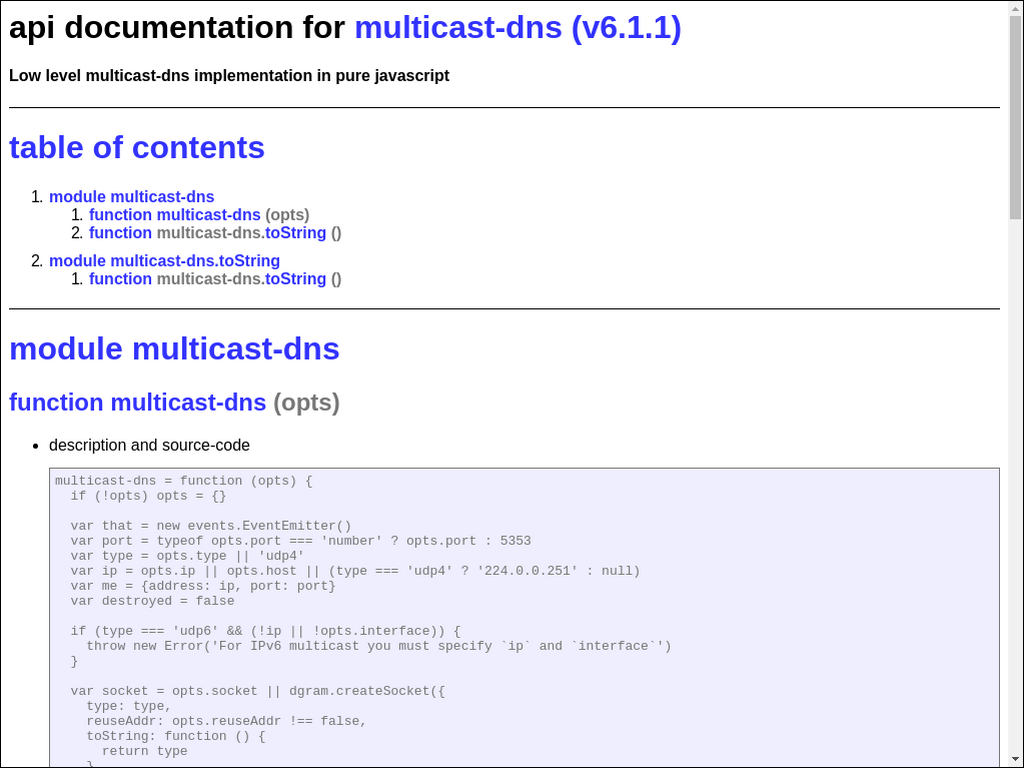 api documentation for multicast-dns (v6.1.1)
Low level multicast-dns implementation in pure javascript
table of contents
1. module multicast-dns
1. function multicast-dns (opts)
2. function multicast-dns.toString ()
2. module multicast-dns.toString
1. function multicast-dns.toString ()
module multicast-dns
function multicast-dns (opts)
• description and source-code
multicast-dns = function (opts) {
  if (!opts) opts = {}
  var that = new events.EventEmitter()
  var port = typeof opts.port === 'number' ? opts.port : 5353
  var type = opts.type || 'udp4'
  var ip = opts.ip || opts.host || (type === 'udp4' ? '224.0.0.251' : null)
  var me = {address: ip, port: port}
  var destroyed = false
  if (type === 'udp6' && (!ip || !opts.interface)) {
    throw new Error('For IPv6 multicast you must specify `ip` and `interface`')
  }
  var socket = opts.socket || dgram.createSocket({
    type: type,
    reuseAddr: opts.reuseAddr !== false,
    toString: function () {
      return type
    }